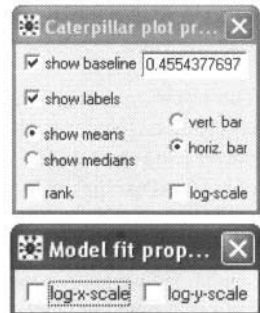 Caterpillar plot pr...
show baseline 0.4554377697
show labels
show means
vert. bar
show medians
horiz. bar
rank
log-scale
Model fit prop...
log-x-scale log-y-scale